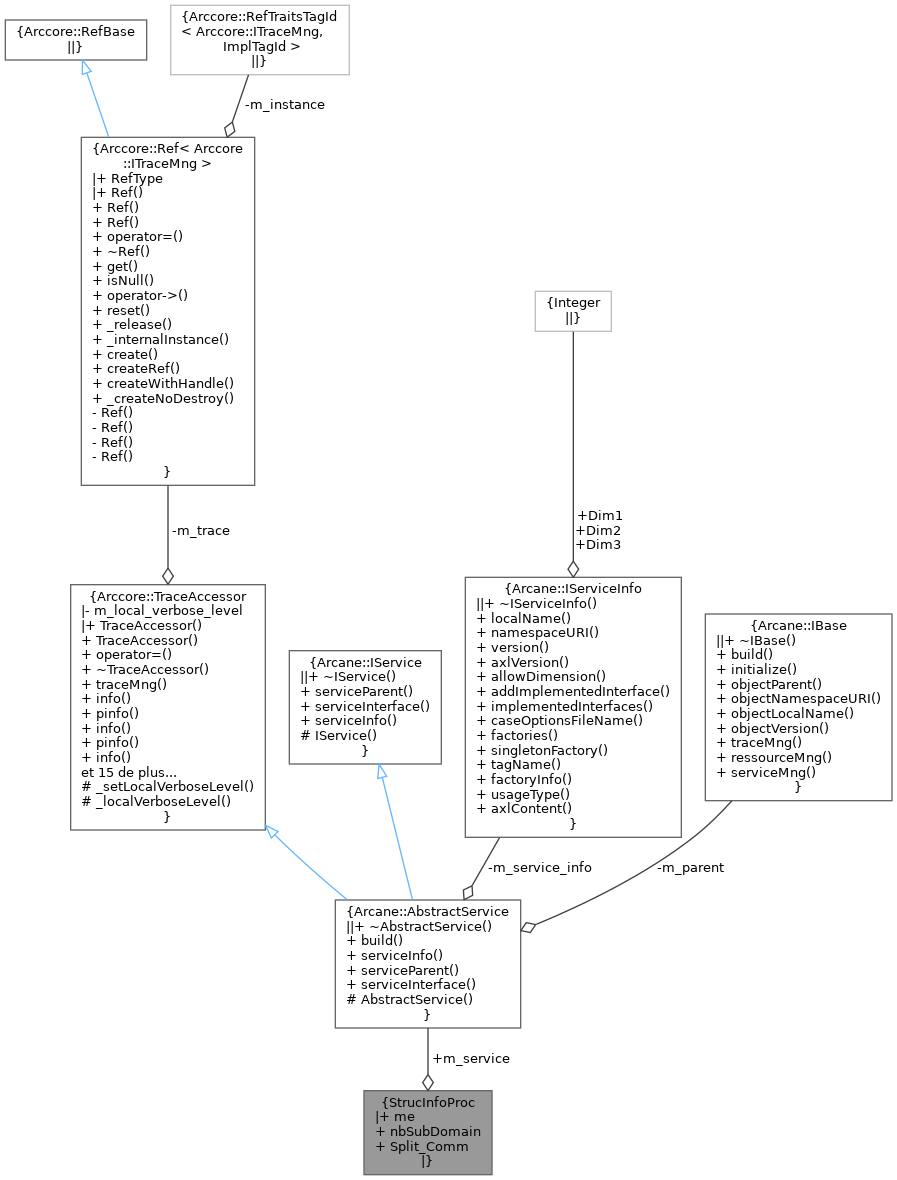 {Arccore::RefBase
||}
{Arccore::RefTraitsTagId
< Arccore::ITraceMng,
ImplTagId >
||}
-m_instance
{Arccore::Ref< Arccore
::ITraceMng >
|+ RefType
|+ Ref()
+ Ref()
+ Ref()
+ operator=()
+ ~Ref()
+ get()
+ isNull()
+ operator->()
+ reset()
+ _release()
+ _internalInstance()
+ create()
+ createRef()
+ createWithHandle()
+ _createNoDestroy()
- Ref()
- Ref()
- Ref()
- Ref()
}
-m_trace
{Integer
||}
+Dim1
+Dim2
+Dim3
{Arccore::TraceAccessor
|- m_local_verbose_level
|+ TraceAccessor()
+ TraceAccessor()
+ operator=()
+ ~TraceAccessor()
+ traceMng()
+ info()
+ pinfo()
+ info()
+ pinfo()
+ info()
et 15 de plus...
# _setLocalVerboseLevel()
# _localVerboseLevel()
}
{Arcane::IService
||+ ~IService()
+ serviceParent()
+ serviceInterface()
+ serviceInfo()
# IService()
}
{Arcane::IServiceInfo
||+ ~IServiceInfo()
+ localName()
+ namespaceURI()
+ version()
+ axlVersion()
+ allowDimension()
+ addImplementedInterface()
+ implementedInterfaces()
+ caseOptionsFileName()
+ factories()
+ singletonFactory()
+ tagName()
+ factoryInfo()
+ usageType()
+ axlContent()
}
{Arcane::IBase
||+ ~IBase()
+ build()
+ initialize()
+ objectParent()
+ objectNamespaceURI()
+ objectLocalName()
+ objectVersion()
+ traceMng()
+ ressourceMng()
+ serviceMng()
}
-m_service_info
-m_parent
{Arcane::AbstractService
||+ ~AbstractService()
+ build()
+ serviceInfo()
+ serviceParent()
+ serviceInterface()
# AbstractService()
}
+m_service
{StrucInfoProc
|+ me
+ nbSubDomain
+ Split_Comm
|}